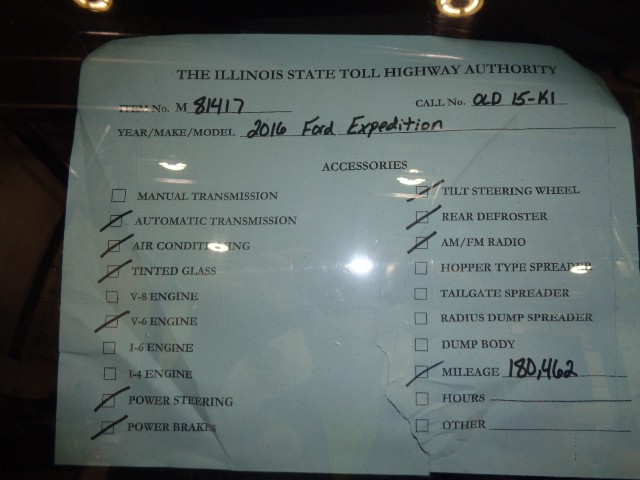 THE ILLINOIS STATE TOLL HIGHWAY AUTHORITY
ITEM No. M 81417 CALL No. OLD 15-K1
YEAR/MAKE/MODEL 2016 Ford Expedition
ACCESSORIES
MANUAL TRANSMISSION
AUTOMATIC TRANSMISSION
AIR CONDITIONING
TINTED GLASS
V-8 ENGINE
V-6 ENGINE
I-6 ENGINE
I-4 ENGINE
POWER STEERING
POWER BRAKES
TILT STEERING WHEEL
REAR DEFROSTER
AM/FM RADIO
HOPPER TYPE SPREADER
TAILGATE SPREADER
RADIUS DUMP SPREADER
DUMP BODY
MILEAGE 180,462
HOURS
OTHER